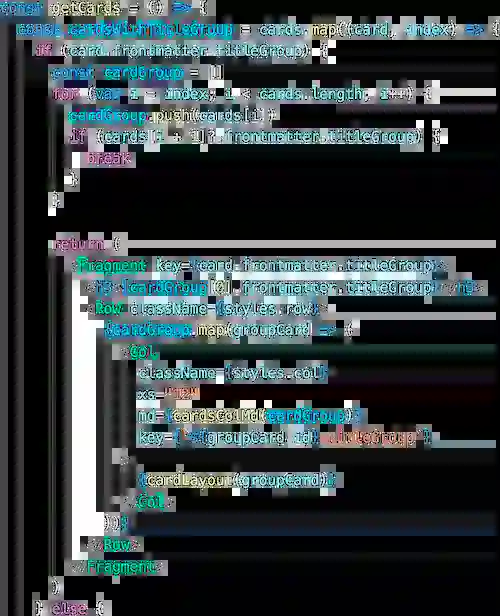 const getCards = () => {
const cardsWithTitleGroup = cards.map((card, index) => {
if (card.frontmatter.titleGroup) {
const cardGroup = []
for (var i = index; i < cards.length; i++) {
cardGroup.push(cards[i])
if (cards[i + 1]?.frontmatter.titleGroup) {
break
}
}
return (
<Fragment key={card.frontmatter.titleGroup}>
{cardGroup[0].frontmatter.titleGroup}
<Row className={styles.row}>
{cardGroup.map(groupCard => (
<Col
className={styles.col}
xs="12"
md={cardsColMd(cardGroup)}
key={`${groupCard.id}
>
{cardLayout(groupCard)}
</Col>
))}
</Row>
</Fragment>
)
} else {